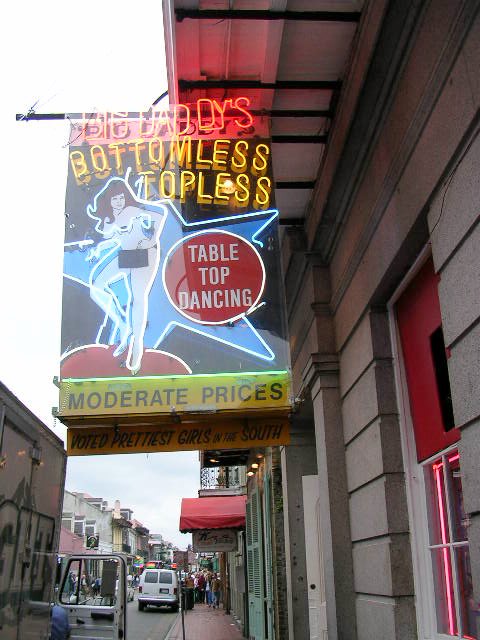 BIG DADDY'S
BOTTOMLESS
TOPLESS
TABLE
TOP
DANCING
MODERATE PRICES
VOTED PRETTIEST GIRLS IN THE SOUTH